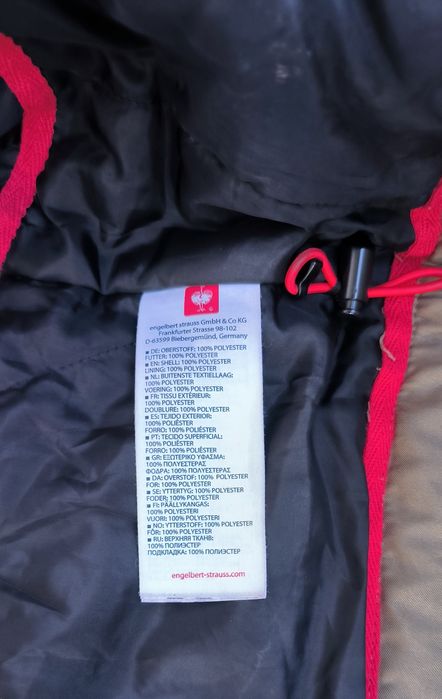 engelbert strauss GmbH & Co KG
Frankfurter Strasse 98-102
D-63599 Biebergemünd, Germany
■ DE: OBERSTOFF: 100% POLYESTER
FUTTER: 100% POLYESTER
■ EN: SHELL: 100% POLYESTER
LINING: 100% POLYESTER
■ NL: BUITENSTE TEXTIELLAAG:
100% POLYESTER
VOERING: 100% POLYESTER
■ FR: TISSU EXTÉRIEUR:
100% POLYESTER
DOUBLURE: 100% POLYESTER
■ ES: TEJIDO EXTERIOR:
100% POLIÉSTER
FORRO: 100% POLIÉSTER
■ PT: TECIDO SUPERFICIAL:
100% POLIÉSTER
FORRO: 100% POLIÉSTER
■ GR: ΕΞΩΤΕΡΙΚΟ ΥΦΑΣΜΑ:
100% ΠΟΛΥΕΣΤΕΡΑΣ
ΦΟΔΡΑ: 100% ΠΟΛΥΕΣΤΕΡΑΣ
■ DA: OVERSTOF: 100% POLYESTER
FOR: 100% POLYESTER
■ SE: YTTERTYG: 100% POLYESTER
FODER: 100% POLYESTER
■ FI: PÄÄLLYKANGAS:
100% POLYESTERI
VUORI: 100% POLYESTERI
■ NO: YTTERSTOFF: 100% POLYESTER
FÔR: 100% POLYESTER
■ RU: ВЕРХНЯЯ ТКАНЬ:
100% ПОЛИЭСТЕР
ПОДКЛАДКА: 100% ПОЛИЭСТЕР
engelbert-strauss.com